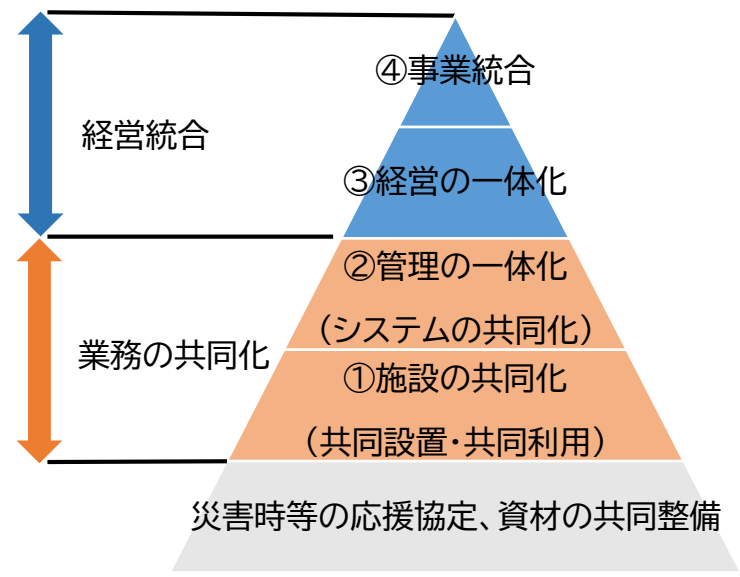 ④事業統合
経営統合
③経営の一体化
②管理の一体化
(システムの共同化)
業務の共同化
①施設の共同化
(共同設置・共同利用)
災害時等の応援協定、資材の共同整備